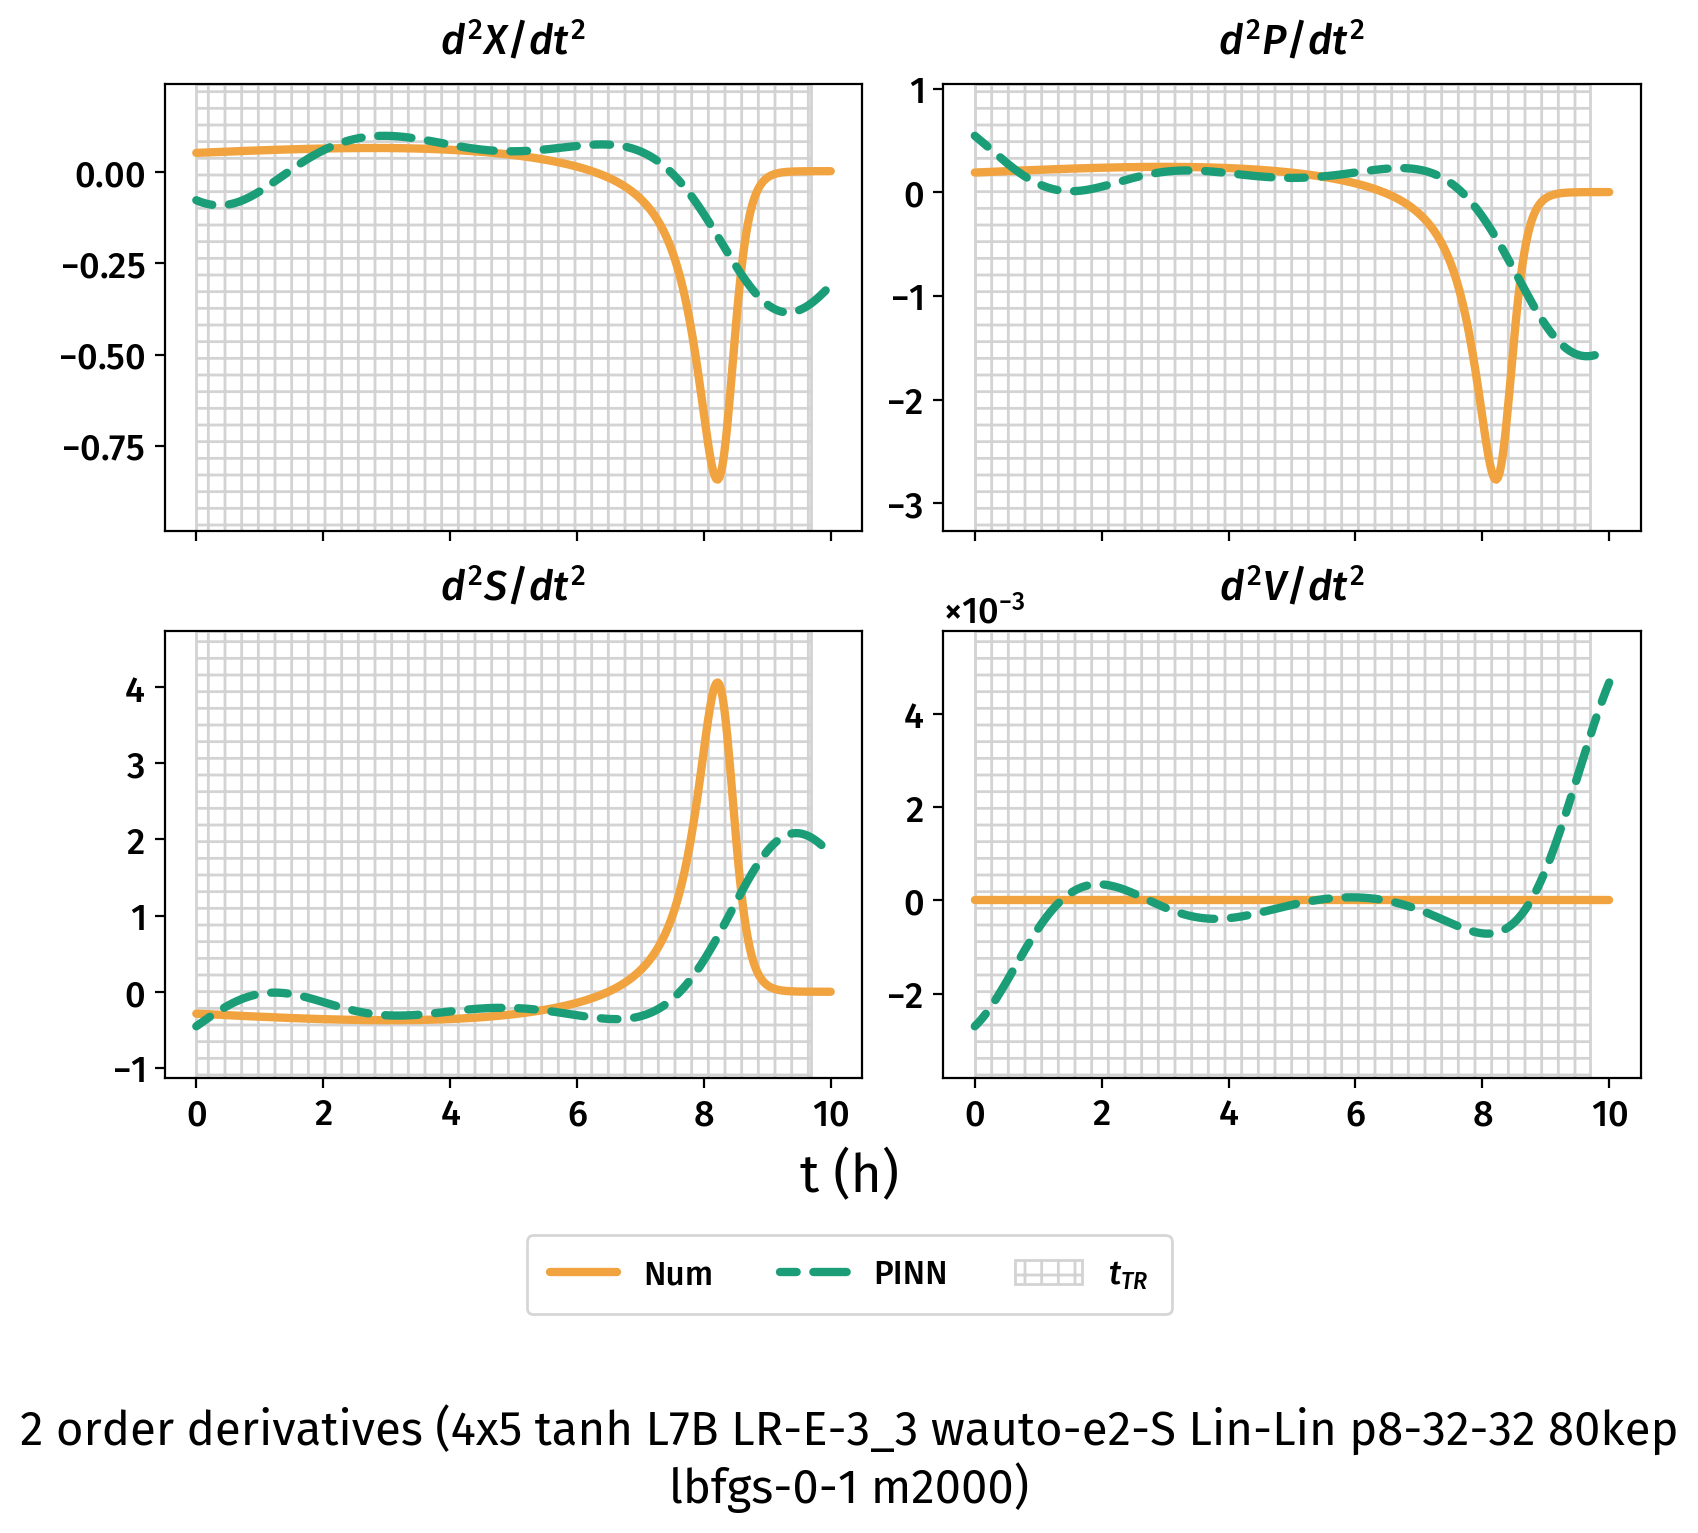 d²X/dt²
d²P/dt²
0.00
−0.25
−0.50
−0.75
1
0
−1
−2
−3
d²S/dt²
d²V/dt²
×10⁻³
4
3
2
1
0
−1
4
2
0
−2
0 2 4 6 8 10
0 2 4 6 8 10
t (h)
Num PINN t_TR
2 order derivatives (4x5 tanh L7B LR-E-3_3 wauto-e2-S Lin-Lin p8-32-32 80kep
lbfgs-0-1 m2000)